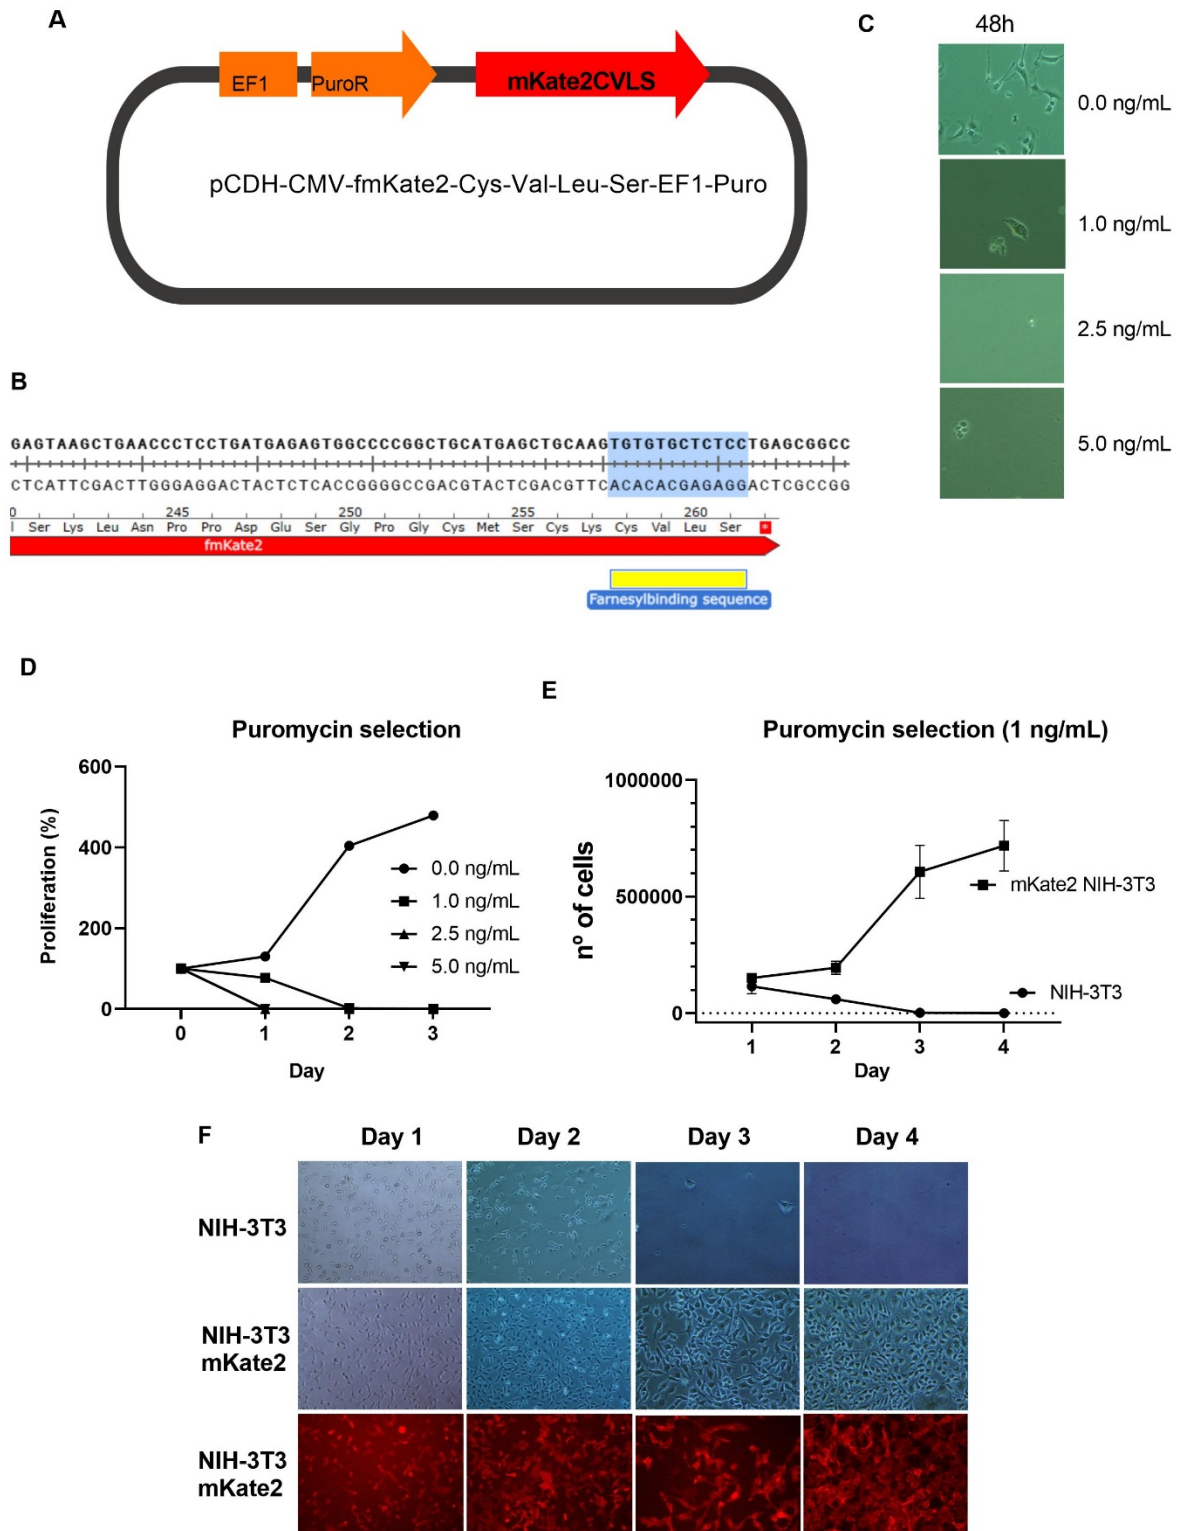 A
EF1
PuroR
mKate2CVLS
pCDH-CMV-fmKate2-Cys-Val-Leu-Ser-EF1-Puro
C
48h
0.0 ng/mL
1.0 ng/mL
2.5 ng/mL
5.0 ng/mL
B
GAGTAAGCTGAACCCTCCTGATGAGAGTGGCCCCGGCTGCATGAGCTGCAAGTGTGTGCTCTCCTGAGCGGCC
CTCATTCGACTTGGGAGGACTACTCTCACCGGGGCCGACGTACTCGACGTTCACACACGAGAGGACTCGCCGG
0 245 250 255 260
l Ser Lys Leu Asn Pro Pro Asp Glu Ser Gly Pro Gly Cys Met Ser Cys Lys Cys Val Leu Ser *
fmKate2
Farnesylbinding sequence
D
Puromycin selection
Proliferation (%)
600
400
200
0
0 1 2 3
Day
0.0 ng/mL
1.0 ng/mL
2.5 ng/mL
5.0 ng/mL
E
Puromycin selection (1 ng/mL)
nº of cells
1000000
500000
0
1 2 3 4
Day
mKate2 NIH-3T3
NIH-3T3
F
Day 1 Day 2 Day 3 Day 4
NIH-3T3
NIH-3T3
mKate2
NIH-3T3
mKate2